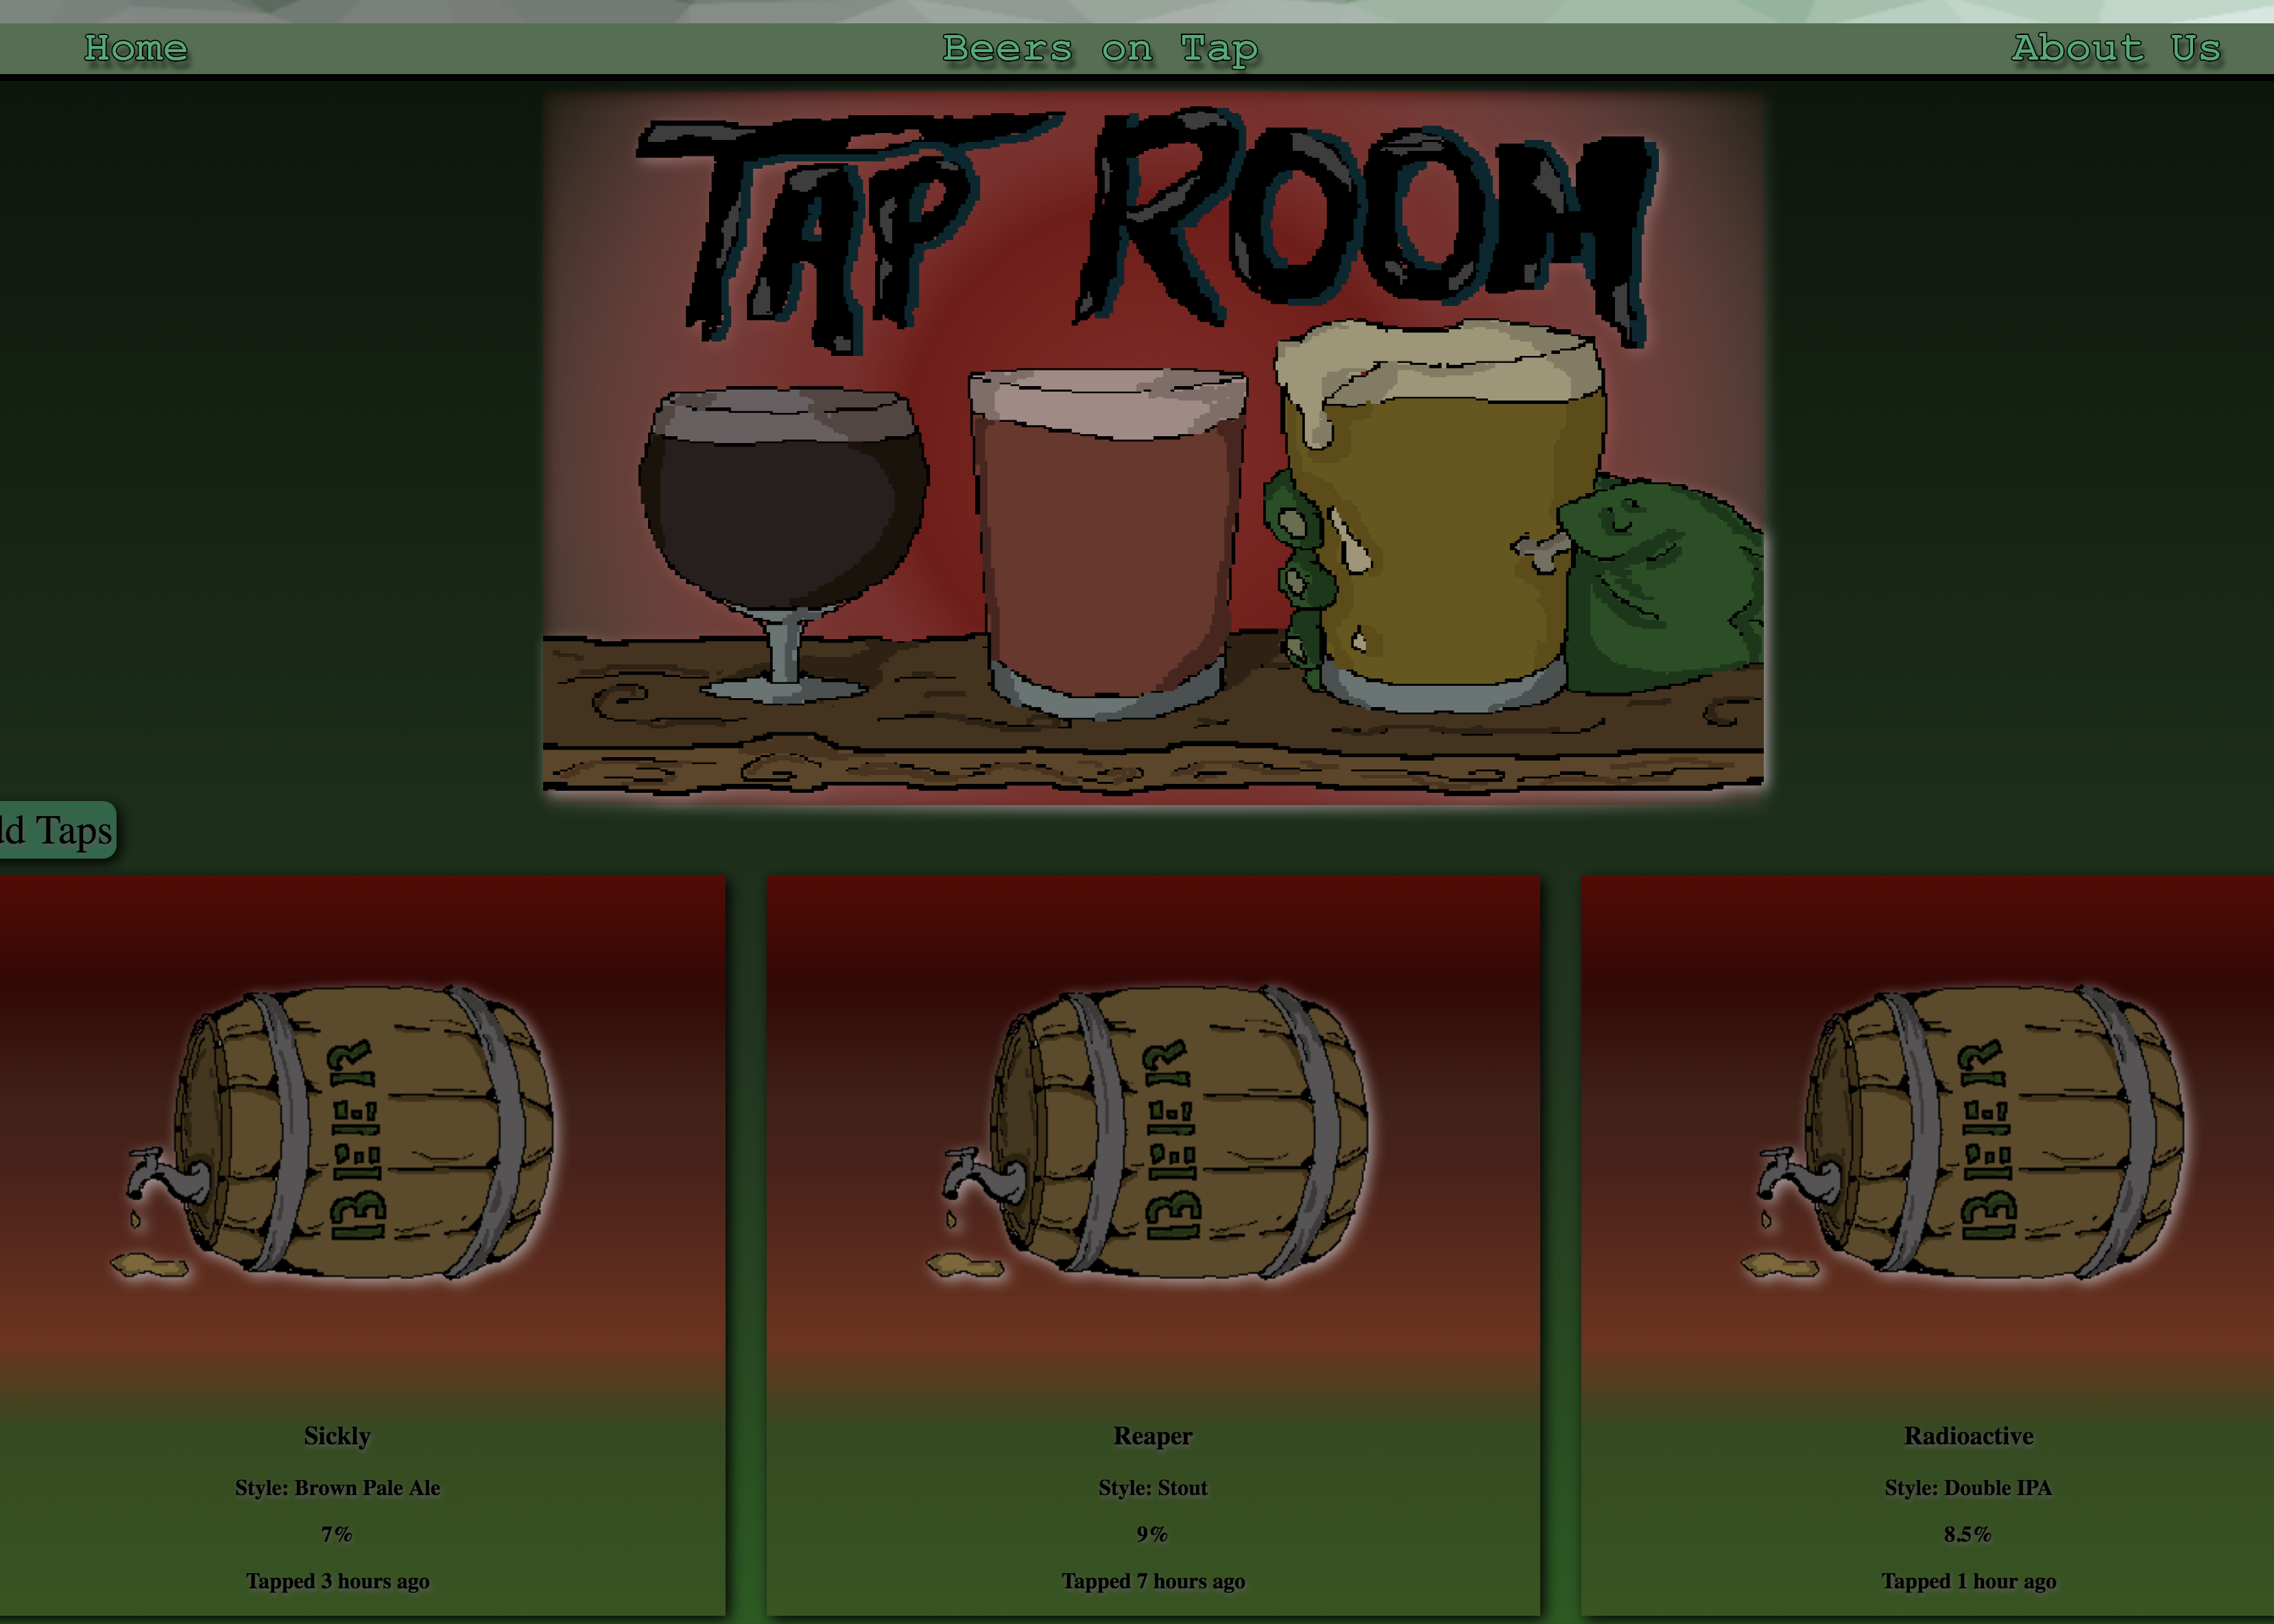 Home Beers on Tap About Us
TAP ROOM
dd Taps
BEER BEER BEER
Sickly Reaper Radioactive
Style: Brown Pale Ale Style: Stout Style: Double IPA
7% 9% 8.5%
Tapped 3 hours ago Tapped 7 hours ago Tapped 1 hour ago